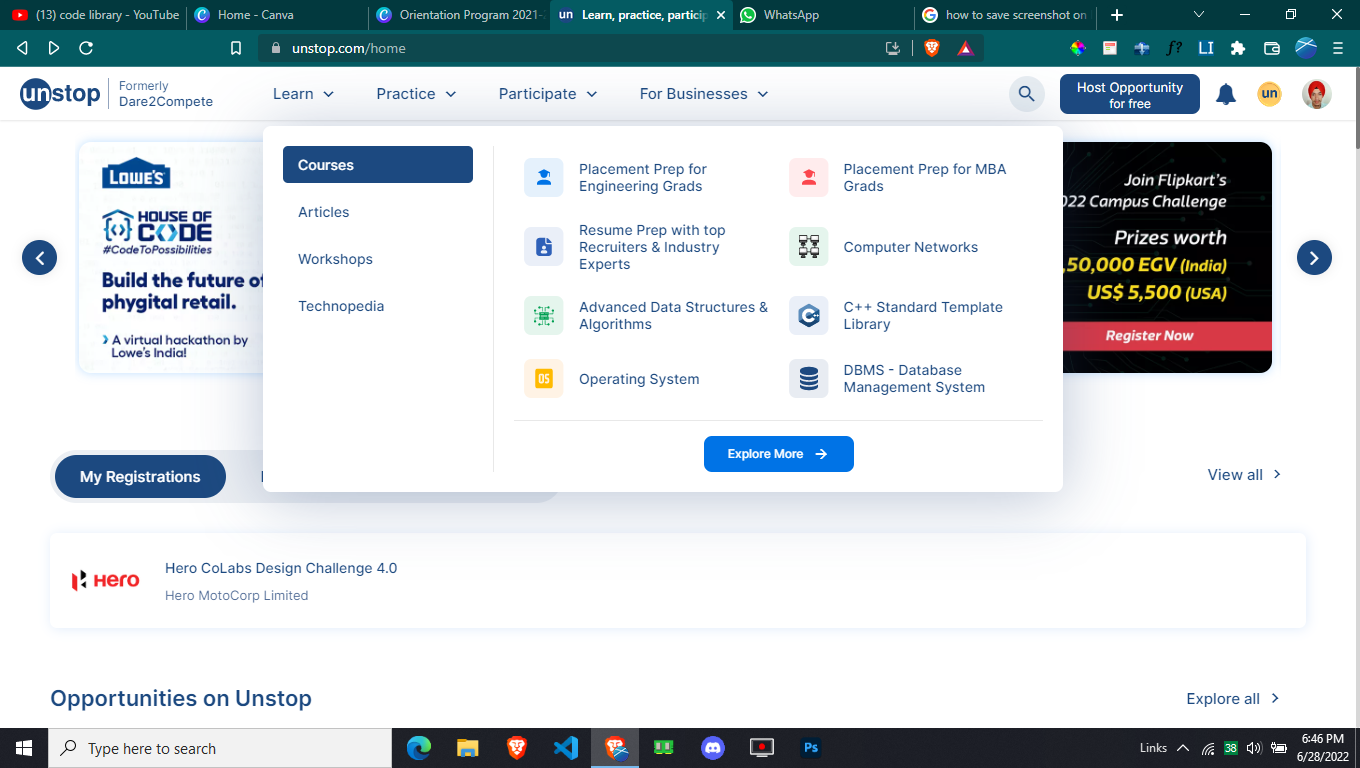 (13) code library - YouTube
Home - Canva
Orientation Program 2021-
un Learn, practice, particip
WhatsApp
how to save screenshot on
unstop.com/home
f?
LI
unstop
Formerly
Dare2Compete
Learn
Practice
Participate
For Businesses
Host Opportunity
for free
un
LOWE'S
HOUSE OF
CODE
#CodeToPossibilities
Build the future of
phygital retail.
A virtual hackathon by
Lowe's India!
Courses
Articles
Workshops
Technopedia
Placement Prep for
Engineering Grads
Placement Prep for MBA
Grads
Resume Prep with top
Recruiters & Industry
Experts
Computer Networks
Advanced Data Structures &
Algorithms
C++ Standard Template
Library
OS
Operating System
DBMS - Database
Management System
Explore More
Join Flipkart's
022 Campus Challenge
Prizes worth
,50,000 EGV (India)
US$ 5,500 (USA)
Register Now
My Registrations
View all
Hero
Hero CoLabs Design Challenge 4.0
Hero MotoCorp Limited
Opportunities on Unstop
Explore all
Type here to search
Ps
Links
38
6:46 PM
6/28/2022